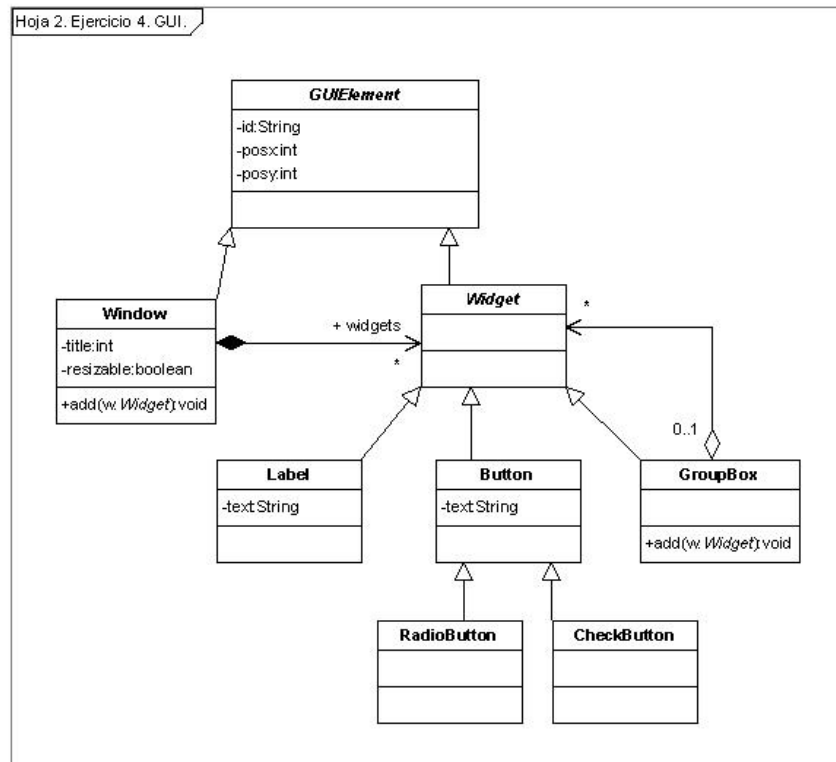 Hoja 2. Ejercicio 4. GUI.
GUIElement
-id:String
-posx:int
-posy:int
Window
-title:int
-resizable:boolean
+add(w:Widget):void
+ widgets
*
Widget
*
0..1
Label
-text:String
Button
-text:String
GroupBox
+add(w:Widget):void
RadioButton
CheckButton